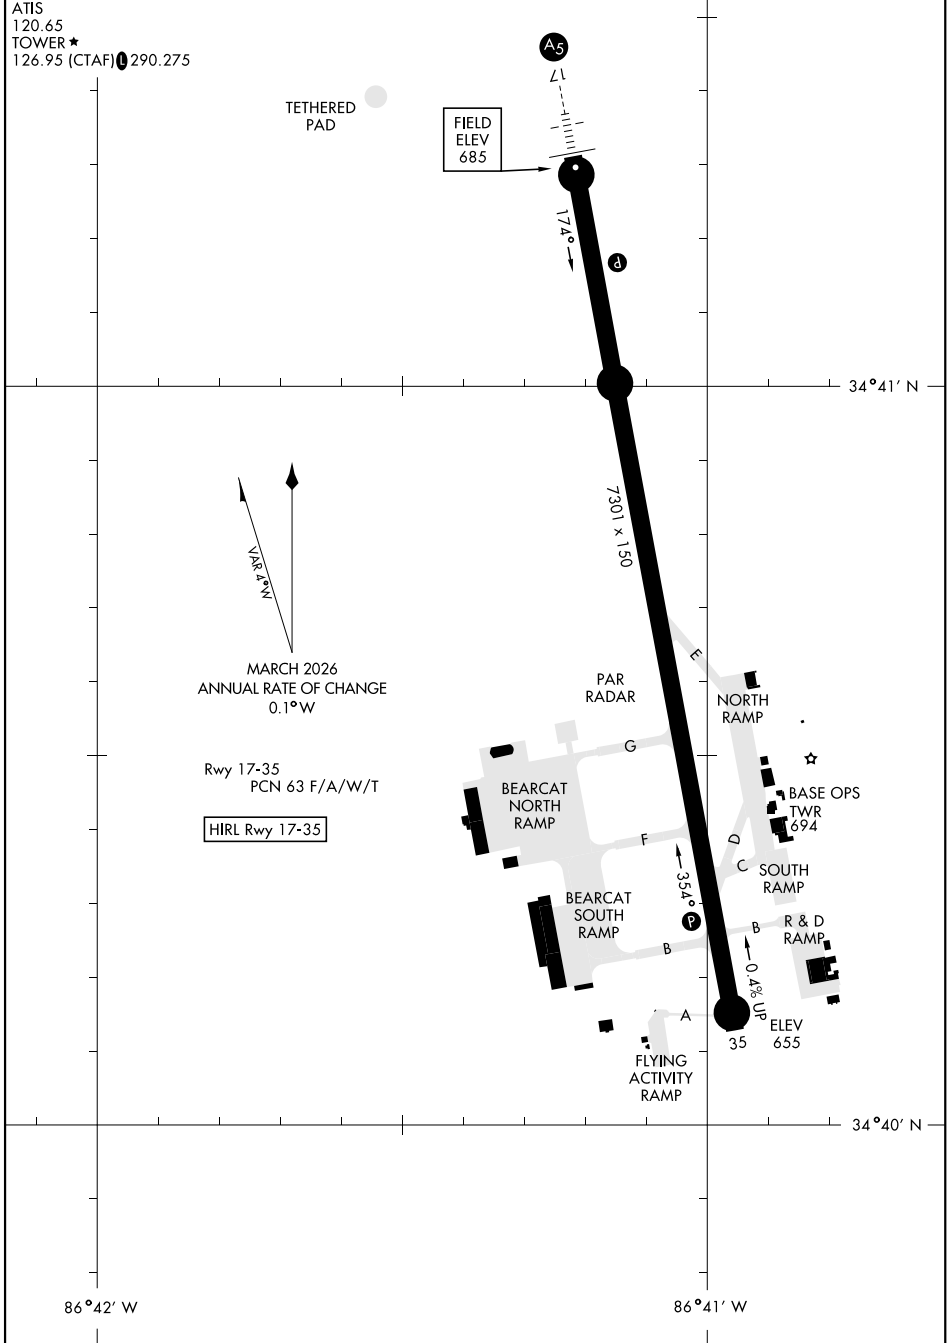 ATIS
120.65
TOWER ★
126.95 (CTAF) L 290.275
A5
17
TETHERED
PAD
FIELD
ELEV
685
174°
P
34°41' N
7301 x 150
VAR 4°W
MARCH 2026
ANNUAL RATE OF CHANGE
0.1°W
E
PAR
RADAR
NORTH
RAMP
G
Rwy 17-35
PCN 63 F/A/W/T
HIRL Rwy 17-35
BEARCAT
NORTH
RAMP
BASE OPS
TWR
694
F
D
C
354°
SOUTH
RAMP
BEARCAT
SOUTH
RAMP
P
B
B
R & D
RAMP
0.4% UP
A
35
ELEV
655
FLYING
ACTIVITY
RAMP
34°40' N
86°42' W
86°41' W